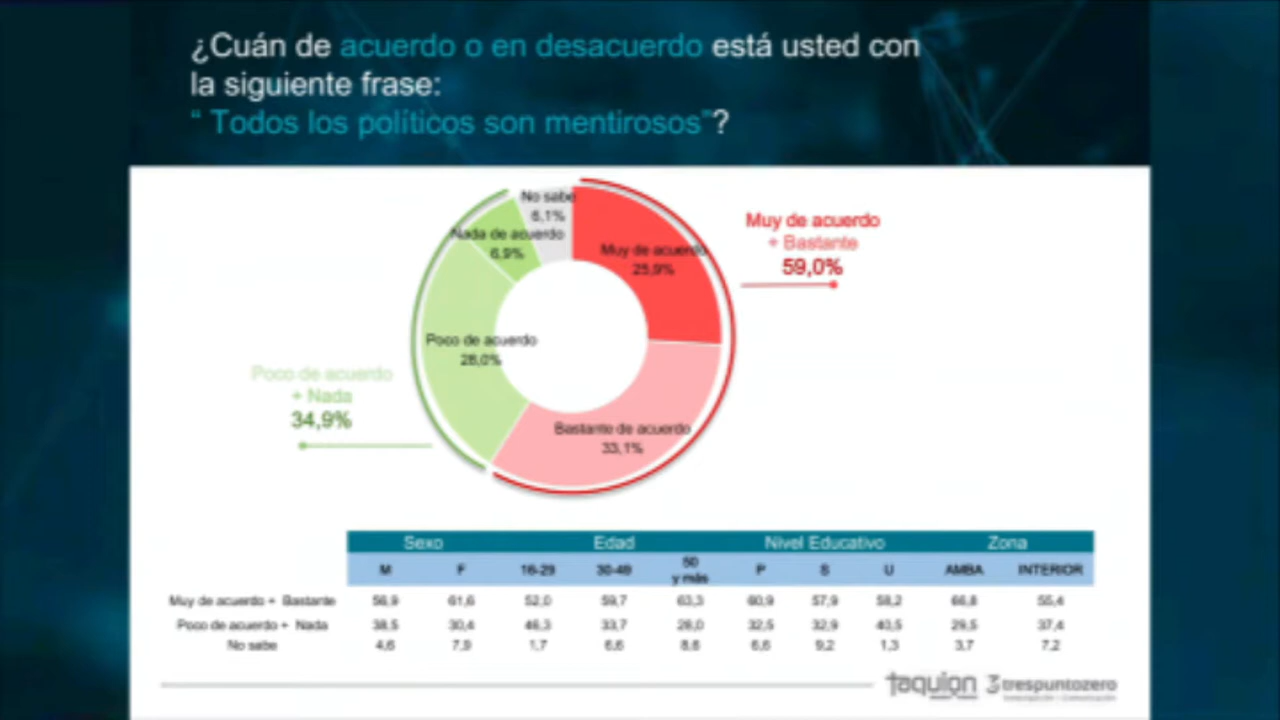 ¿Cuán de acuerdo o en desacuerdo está usted con
la siguiente frase:
“ Todos los políticos son mentirosos”?
No sabe
6,1%
Nada de acuerdo
6,9%
Muy de acuerdo
25,9%
Muy de acuerdo
+ Bastante
59,0%
Poco de acuerdo
28,0%
Poco de acuerdo
+ Nada
34,9%
Bastante de acuerdo
33,1%
Sexo Edad Nivel Educativo Zona
M F 16-29 30-49 50 y más P S U AMBA INTERIOR
Muy de acuerdo + Bastante 56,9 61,6 52,0 59,7 63,3 60,9 57,9 58,2 66,8 55,4
Poco de acuerdo + Nada 38,5 30,4 46,3 33,7 28,0 32,5 32,9 40,5 29,5 37,4
No sabe 4,6 7,9 1,7 6,6 8,6 6,6 9,2 1,3 3,7 7,2
taquion 3 trespuntozero